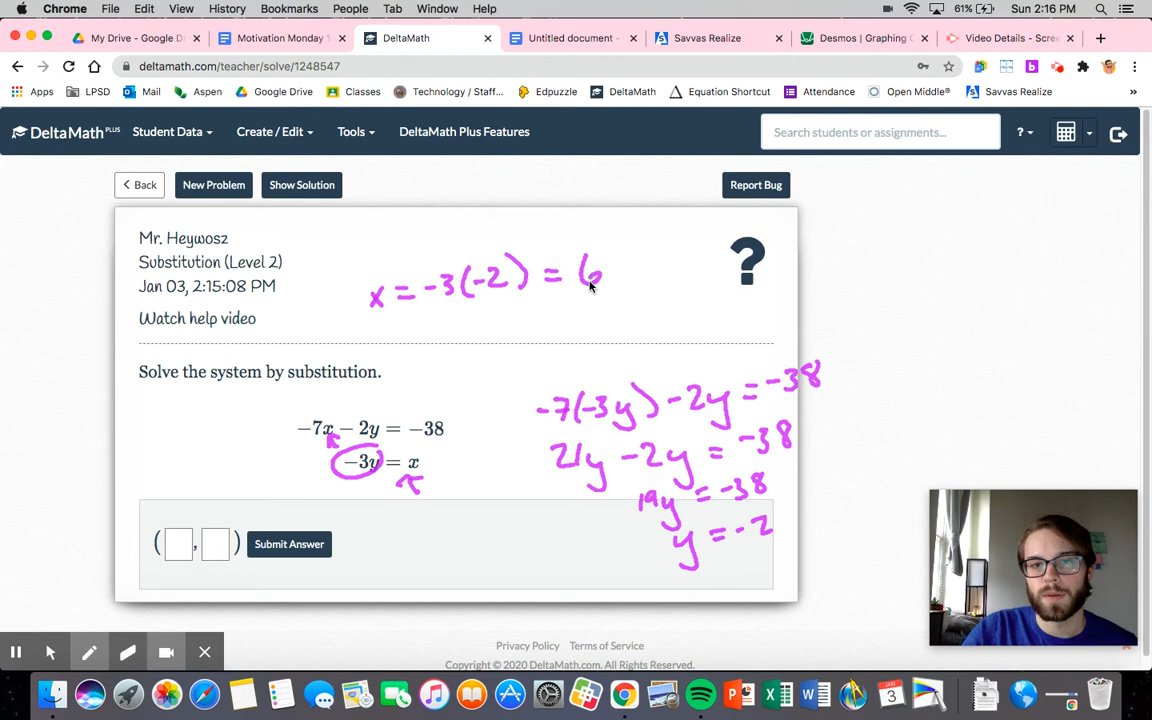 Chrome File Edit View History Bookmarks People Tab Window Help 61% Sun 2:16 PM
My Drive - Google D Motivation Monday 1 DeltaMath Untitled document - Savvas Realize Desmos | Graphing C Video Details - Scree
deltamath.com/teacher/solve/1248547
Apps LPSD Mail Aspen Google Drive Classes Technology / Staff... Edpuzzle DeltaMath Equation Shortcut Attendance Open Middle® Savvas Realize »
DeltaMath PLUS Student Data Create / Edit Tools DeltaMath Plus Features Search students or assignments... ?
< Back New Problem Show Solution Report Bug
Mr. Heywosz
Substitution (Level 2)
Jan 03, 2:15:08 PM
Watch help video
?
x = -3(-2) = 6
Solve the system by substitution.
−7x − 2y = −38
−3y = x
-7(-3y) - 2y = -38
21y - 2y = -38
19y = -38
y = -2
( , ) Submit Answer
Privacy Policy Terms of Service
Copyright © 2020 DeltaMath.com. All Rights Reserved.